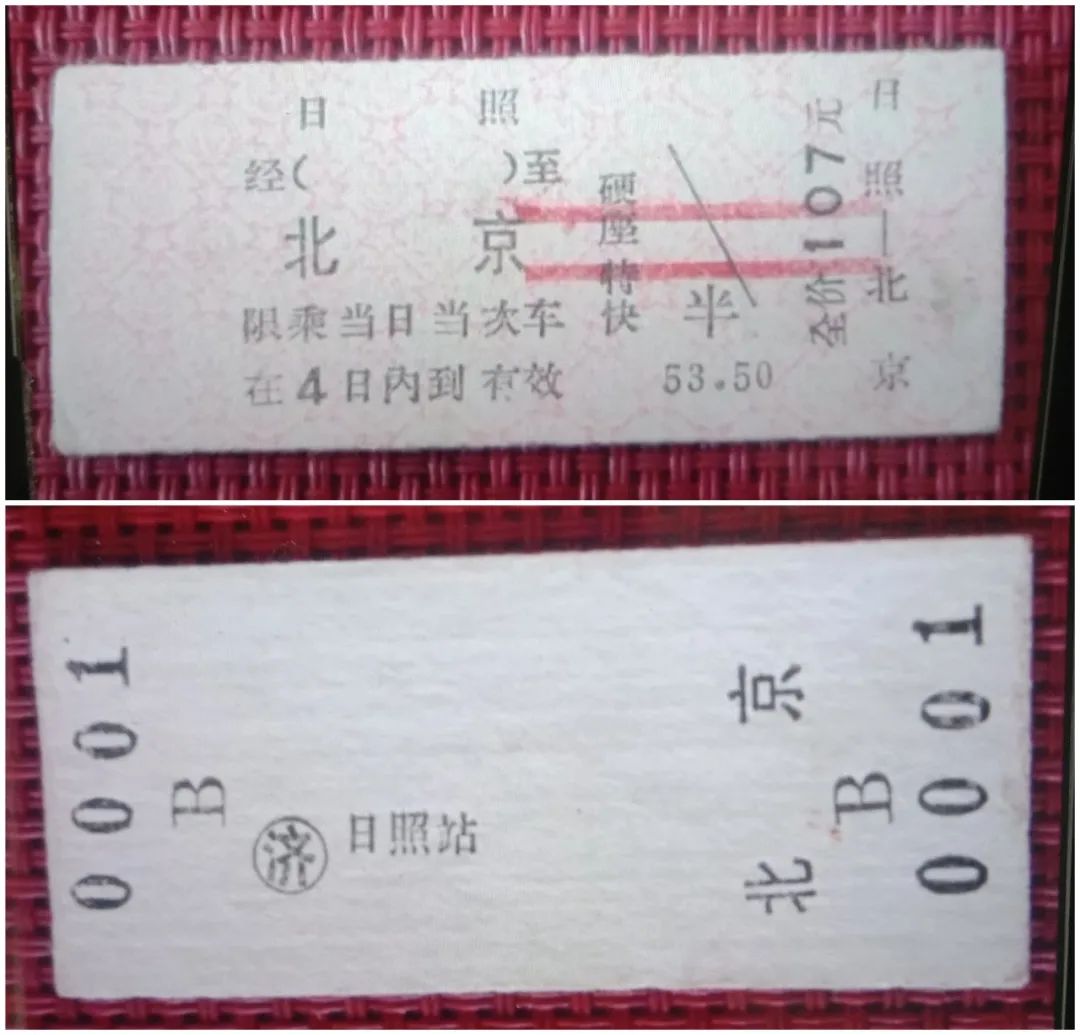 日照
经( )至
北京
限乘当日当次车
在4日内到有效
硬座特快
半
53.50
全价107元
日照—北京
0001
B
济
日照站
北京
B
0001